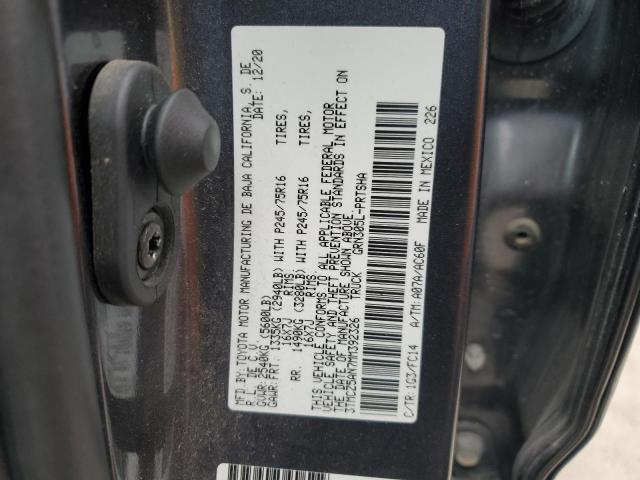 MFD.BY: TOYOTA MOTOR MANUFACTURING DE BAJA CALIFORNIA, S. DE
R.L. DE C.V. DATE: 12/20
GVWR: 2540KG (5600LB)
GAWR: FRT. 1335KG (2940LB) WITH P245/75R16 TIRES,
16X7J RIMS
RR. 1490KG (3280LB) WITH P245/75R16 TIRES,
16X7J RIMS
THIS VEHICLE CONFORMS TO ALL APPLICABLE FEDERAL MOTOR
VEHICLE SAFETY AND THEFT PREVENTION STANDARDS IN EFFECT ON
THE DATE OF MANUFACTURE SHOWN ABOVE.
3TMCZ5AN7MM392326 TRUCK GRN305L-PRTSHA
C/TR:1G3/FC14 A/TM:A07A/AC60F MADE IN MEXICO 226